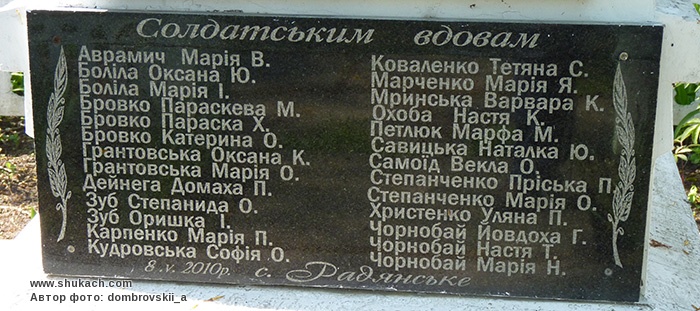 Солдатським вдовам
Аврамич Марія В.
Боліла Оксана Ю.
Боліла Марія І.
Бровко Параскева М.
Бровко Параска Х.
Бровко Катерина О.
Грантовська Оксана К.
Грантовська Марія О.
Дейнега Домаха П.
Зуб Степанида О.
Зуб Оришка І.
Карпенко Марія П.
Кудровська Софія О.
Коваленко Тетяна С.
Марченко Марія Я.
Мринська Варвара К.
Охоба Настя К.
Петлюк Марфа М.
Савицька Наталка Ю.
Самоїд Векла О.
Степанченко Пріська П.
Степанченко Марія О.
Христенко Уляна П.
Чорнобай Йовдоха Г.
Чорнобай Настя Т.
Чорнобай Марія Н.
8.v.2010р. с. Радянське
www.shukach.com
Автор фото: dombrovskii_a